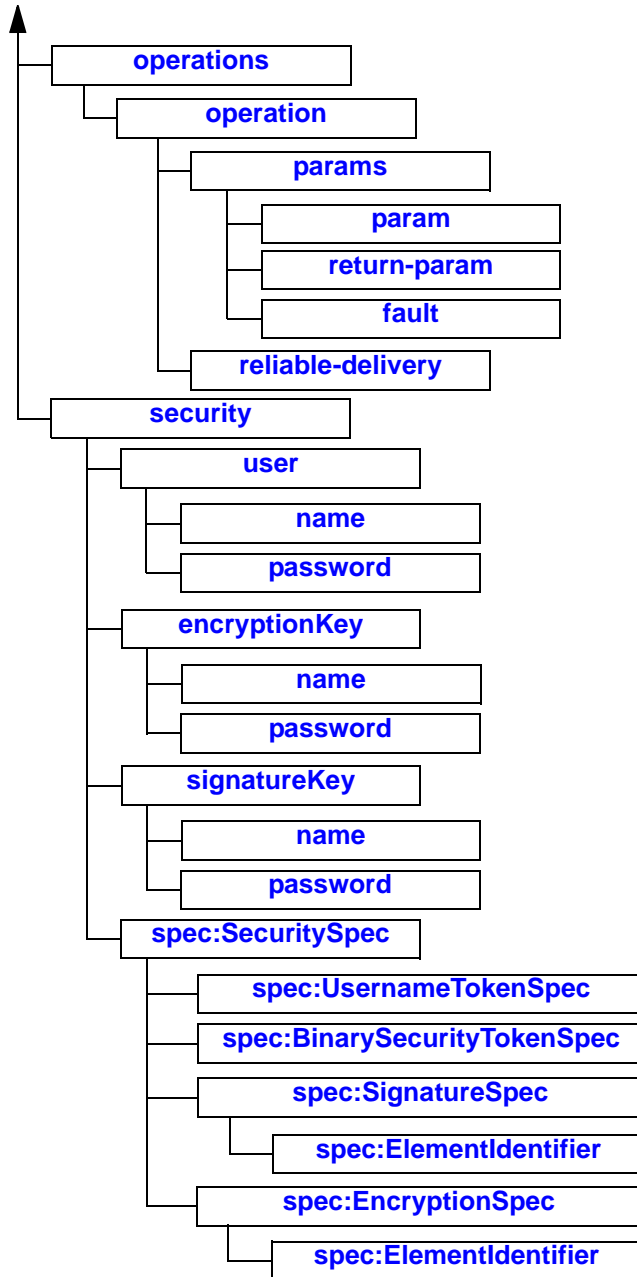 operations
operation
params
param
return-param
fault
reliable-delivery
security
user
name
password
encryptionKey
name
password
signatureKey
name
password
spec:SecuritySpec
spec:UsernameTokenSpec
spec:BinarySecurityTokenSpec
spec:SignatureSpec
spec:ElementIdentifier
spec:EncryptionSpec
spec:ElementIdentifier